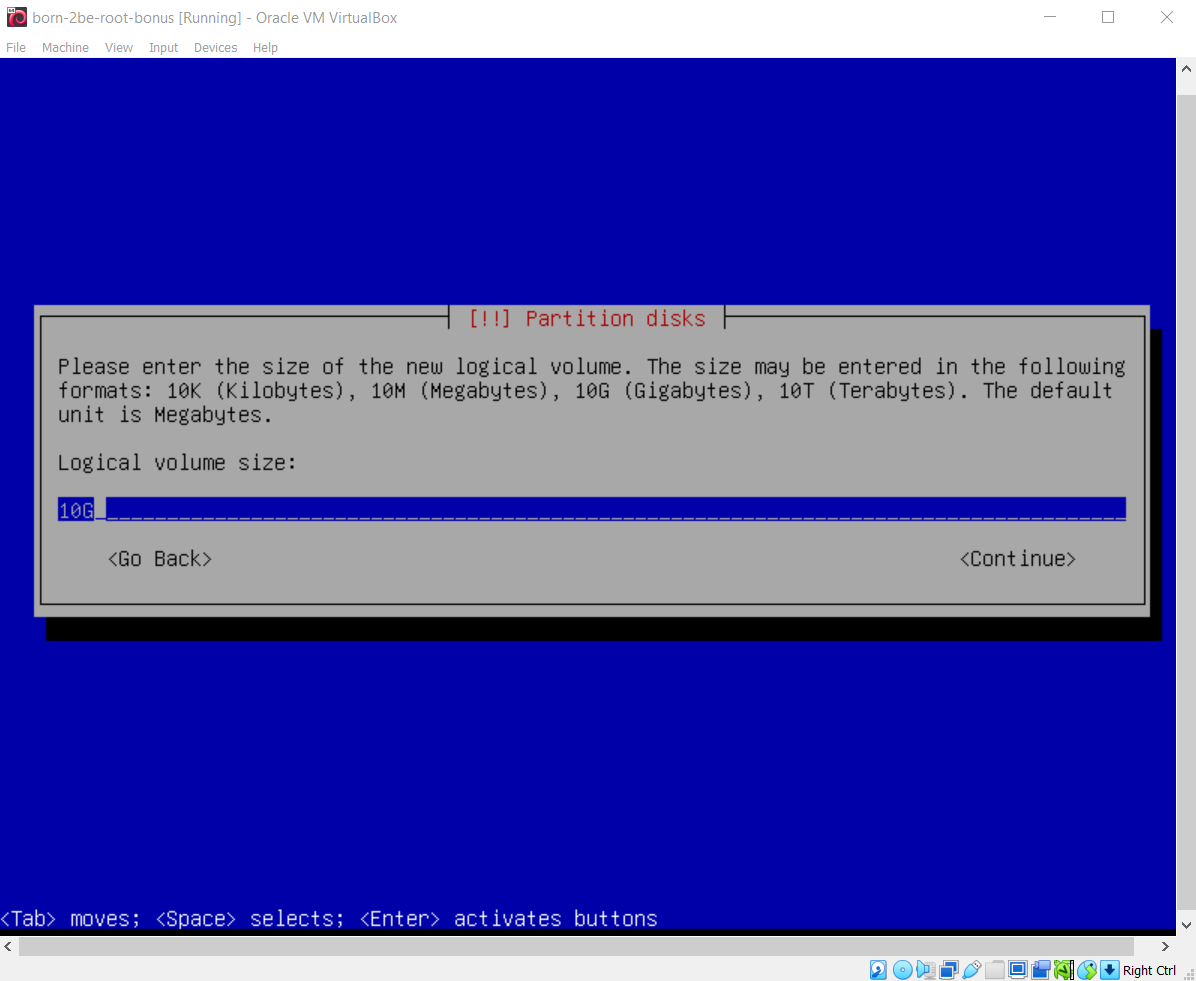 born-2be-root-bonus [Running] - Oracle VM VirtualBox
File Machine View Input Devices Help
[!!] Partition disks
Please enter the size of the new logical volume. The size may be entered in the following
formats: 10K (Kilobytes), 10M (Megabytes), 10G (Gigabytes), 10T (Terabytes). The default
unit is Megabytes.
Logical volume size:
10G
<Go Back> <Continue>
<Tab> moves; <Space> selects; <Enter> activates buttons
Right Ctrl